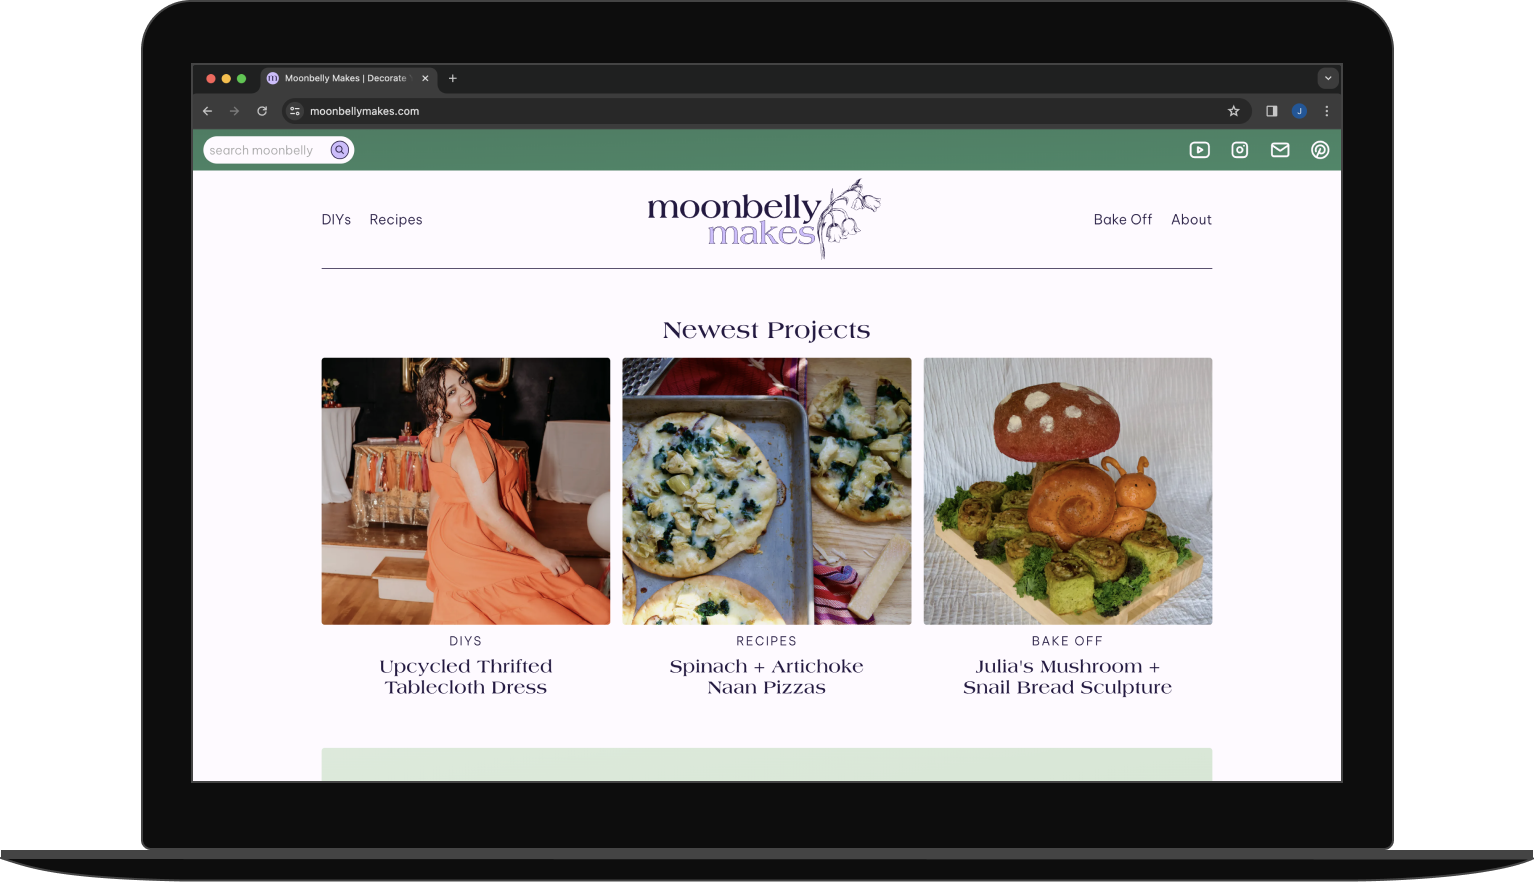 Moonbelly Makes | Decorate
moonbellymakes.com
J
search moonbelly
DIYs Recipes
moonbelly
makes
Bake Off About
Newest Projects
DIYS
Upcycled Thrifted
Tablecloth Dress
RECIPES
Spinach + Artichoke
Naan Pizzas
BAKE OFF
Julia's Mushroom +
Snail Bread Sculpture